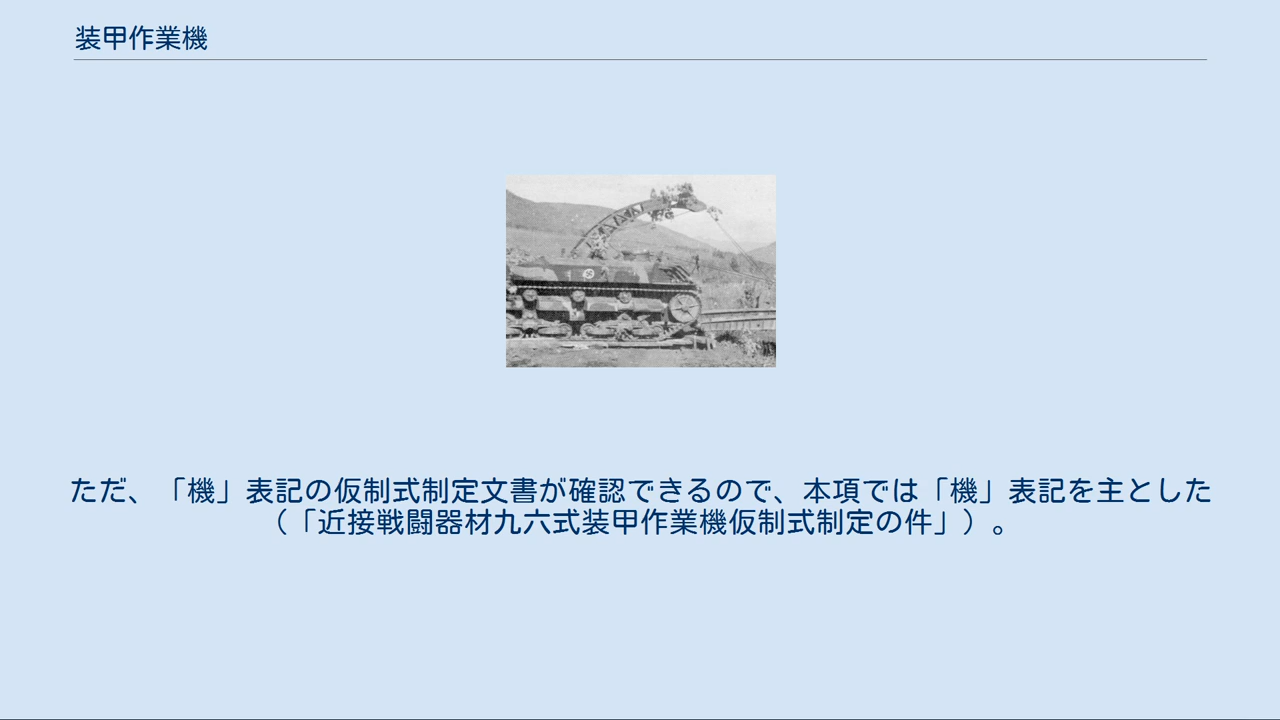 装甲作業機
ただ、「機」表記の仮制式制定文書が確認できるので、本項では「機」表記を主とした
（「近接戦闘器材九六式装甲作業機仮制式制定の件」）。